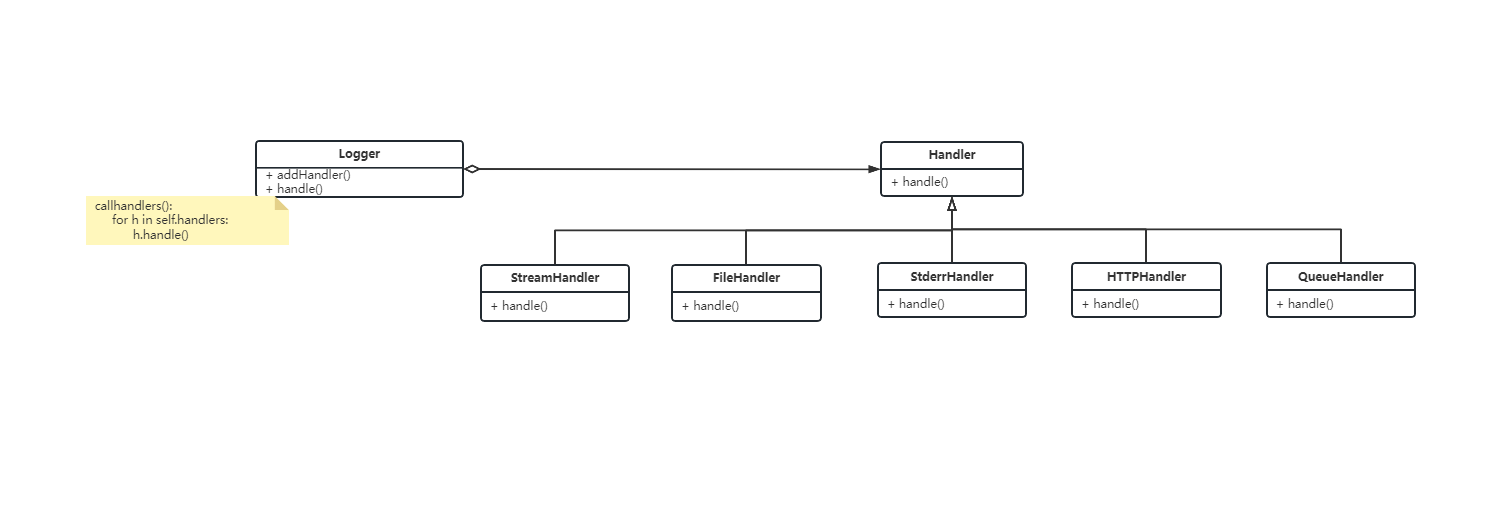 Logger
+ addHandler()
+ handle()
callhandlers():
for h in self.handlers:
h.handle()
Handler
+ handle()
StreamHandler
+ handle()
FileHandler
+ handle()
StderrHandler
+ handle()
HTTPHandler
+ handle()
QueueHandler
+ handle()